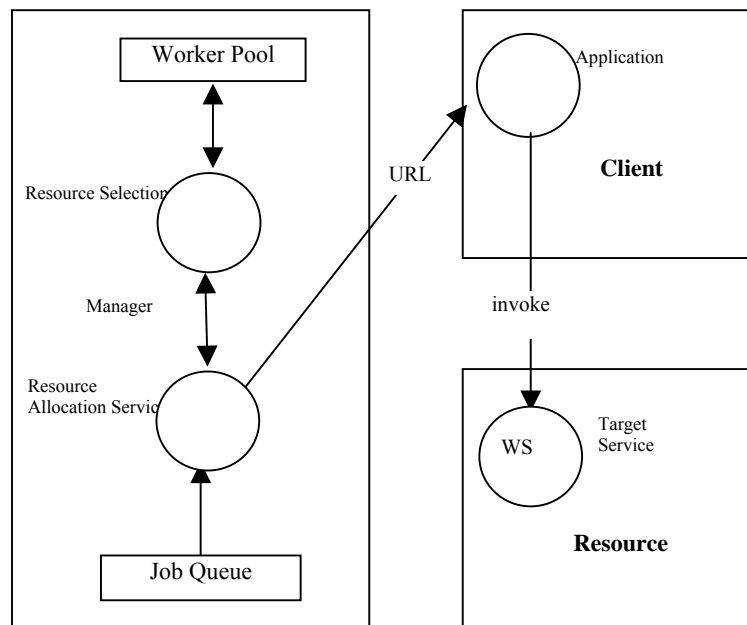 Worker Pool
Resource Selection
Manager
Resource
Allocation Servic
Job Queue
URL
Application
Client
invoke
WS
Target
Service
Resource